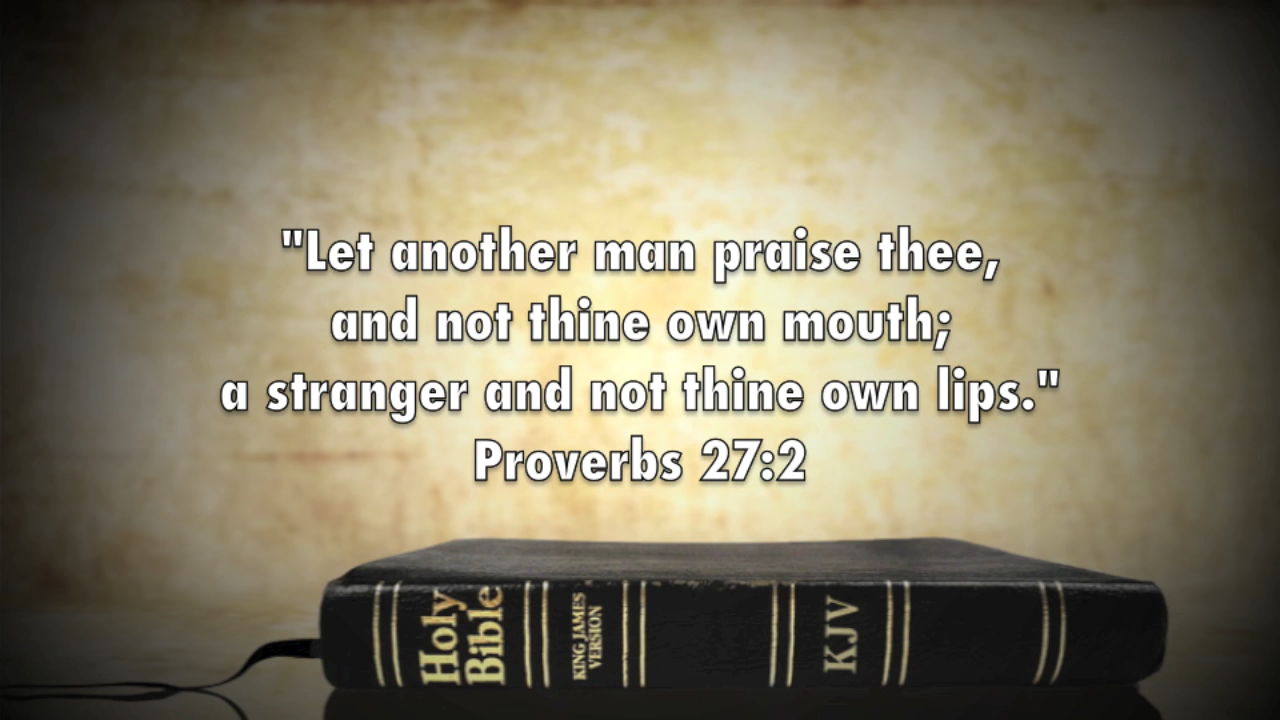 "Let another man praise thee,
and not thine own mouth;
a stranger and not thine own lips."
Proverbs 27:2
Holy
Bible
KING JAMES
VERSION
KJV